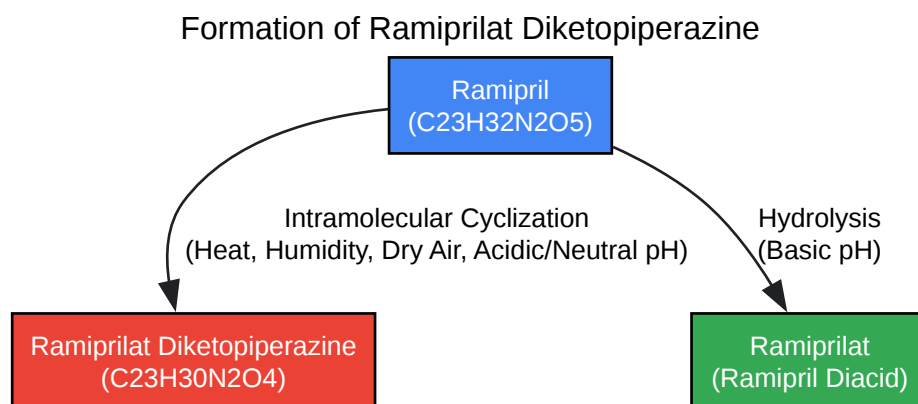 Formation of Ramiprilat Diketopiperazine
Ramipril
(C23H32N2O5)
Intramolecular Cyclization
(Heat, Humidity, Dry Air, Acidic/Neutral pH)
Hydrolysis
(Basic pH)
Ramiprilat Diketopiperazine
(C23H30N2O4)
Ramiprilat
(Ramipril Diacid)